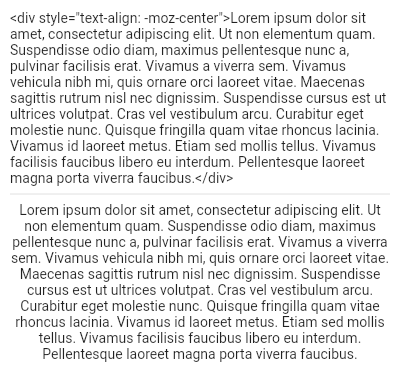 <div style="text-align: -moz-center">Lorem ipsum dolor sit
amet, consectetur adipiscing elit. Ut non elementum quam.
Suspendisse odio diam, maximus pellentesque nunc a,
pulvinar facilisis erat. Vivamus a viverra sem. Vivamus
vehicula nibh mi, quis ornare orci laoreet vitae. Maecenas
sagittis rutrum nisl nec dignissim. Suspendisse cursus est ut
ultrices volutpat. Cras vel vestibulum arcu. Curabitur eget
molestie nunc. Quisque fringilla quam vitae rhoncus lacinia.
Vivamus id laoreet metus. Etiam sed mollis tellus. Vivamus
facilisis faucibus libero eu interdum. Pellentesque laoreet
magna porta viverra faucibus.</div>
Lorem ipsum dolor sit amet, consectetur adipiscing elit. Ut
non elementum quam. Suspendisse odio diam, maximus
pellentesque nunc a, pulvinar facilisis erat. Vivamus a viverra
sem. Vivamus vehicula nibh mi, quis ornare orci laoreet vitae.
Maecenas sagittis rutrum nisl nec dignissim. Suspendisse
cursus est ut ultrices volutpat. Cras vel vestibulum arcu.
Curabitur eget molestie nunc. Quisque fringilla quam vitae
rhoncus lacinia. Vivamus id laoreet metus. Etiam sed mollis
tellus. Vivamus facilisis faucibus libero eu interdum.
Pellentesque laoreet magna porta viverra faucibus.